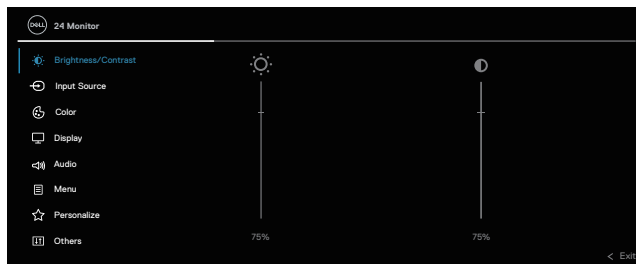 DELL 24 Monitor
Brightness/Contrast
Input Source
Color
Display
Audio
Menu
Personalize
Others
75% 75%
< Exit